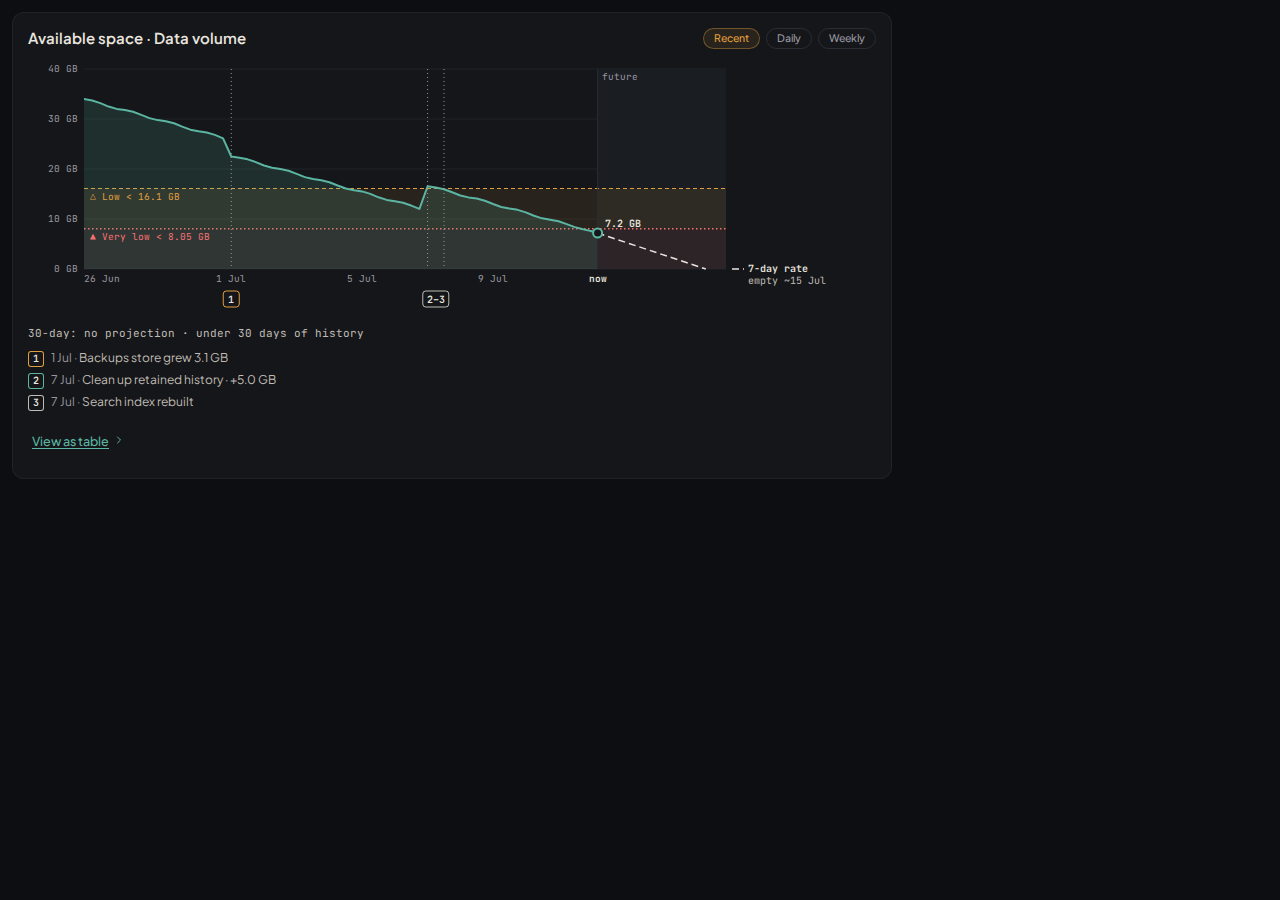 Available space · Data volume
Recent Daily Weekly
40 GB
future
30 GB
20 GB
△ Low < 16.1 GB
10 GB
7.2 GB
▲ Very low < 8.05 GB
0 GB
7-day rate
26 Jun 1 Jul 5 Jul 9 Jul now
empty ~15 Jul
1 2-3
30-day: no projection · under 30 days of history
1 1 Jul · Backups store grew 3.1 GB
2 7 Jul · Clean up retained history · +5.0 GB
3 7 Jul · Search index rebuilt
View as table ›